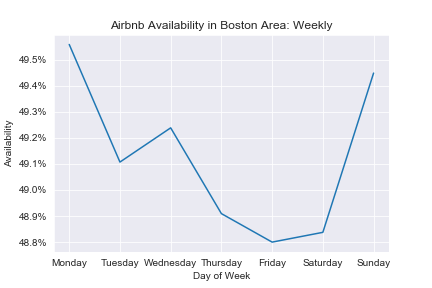 Airbnb Availability in Boston Area: Weekly
49.5%
49.4%
49.3%
49.2%
49.1%
49.0%
48.9%
48.8%
Availability
Monday Tuesday Wednesday Thursday Friday Saturday Sunday
Day of Week